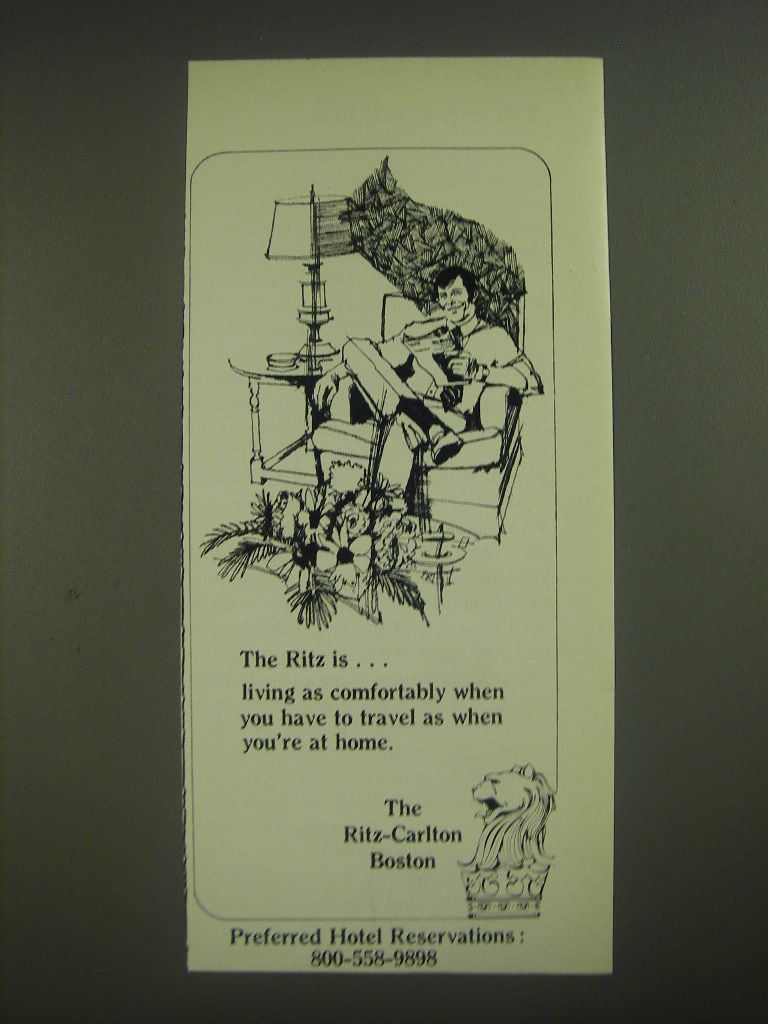 The Ritz is . . .
living as comfortably when
you have to travel as when
you're at home.
The
Ritz-Carlton
Boston
Preferred Hotel Reservations:
800-558-9898